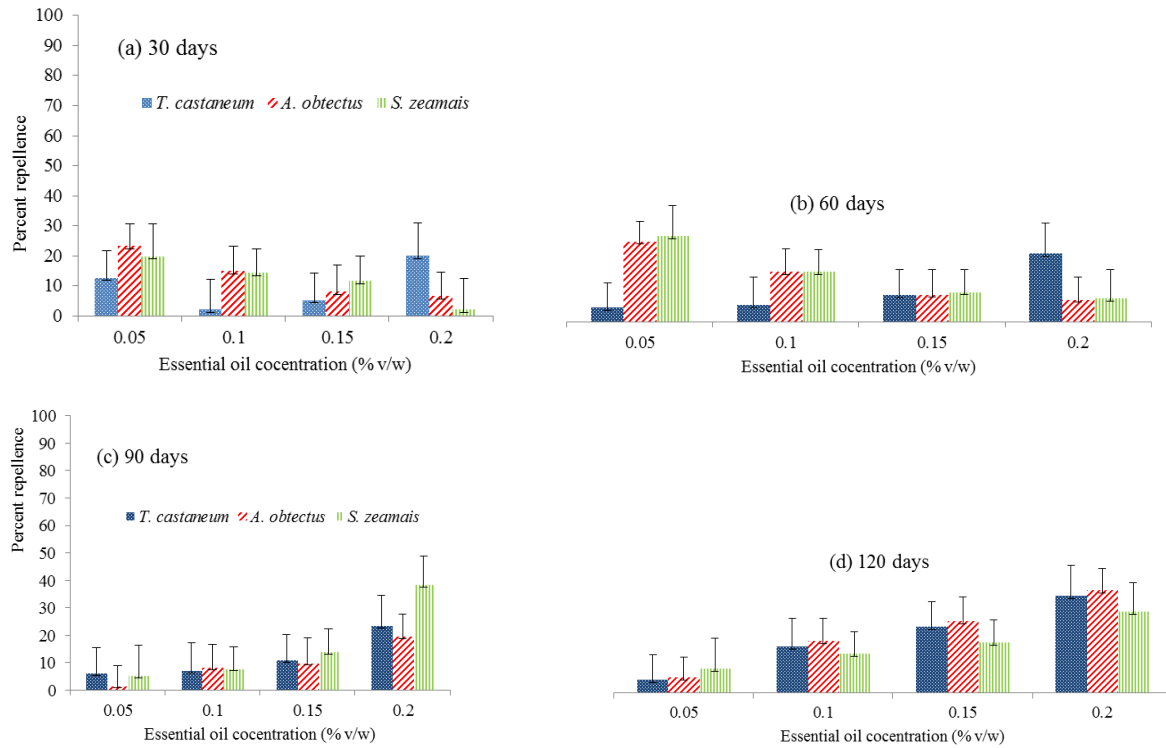 (a) 30 days
T. castaneum A. obtectus S. zeamais
Percent repellence
100
90
80
70
60
50
40
30
20
10
0
0.05 0.1 0.15 0.2
Essential oil cocentration (% v/w)
(b) 60 days
0.05 0.1 0.15 0.2
Essential oil cocentration (% v/w)
(c) 90 days
T. castaneum A. obtectus S. zeamais
Percent repellence
100
90
80
70
60
50
40
30
20
10
0
0.05 0.1 0.15 0.2
Essential oil cocentration (% v/w)
(d) 120 days
0.05 0.1 0.15 0.2
Essential oil cocentration (% v/w)